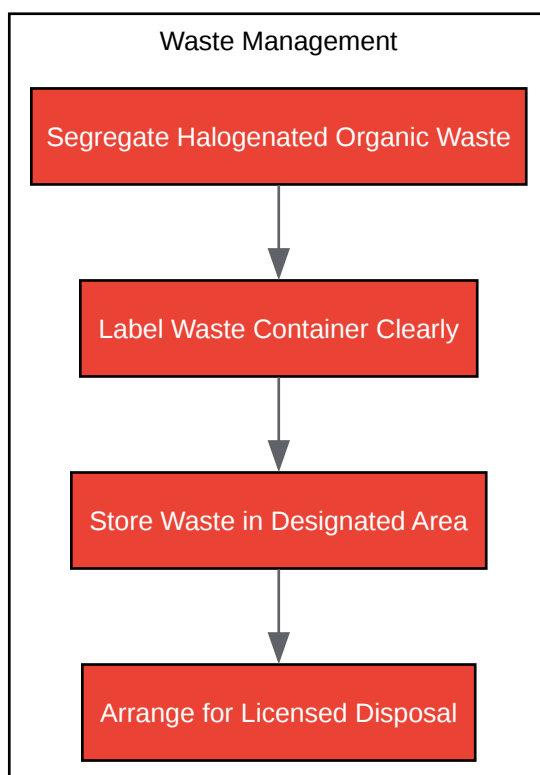 Waste Management
Segregate Halogenated Organic Waste
Label Waste Container Clearly
Store Waste in Designated Area
Arrange for Licensed Disposal